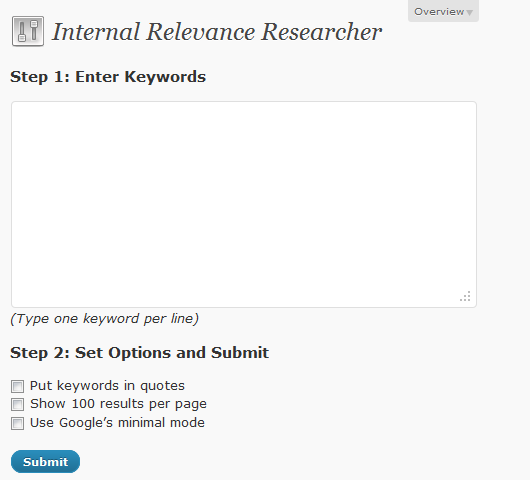 Overview
Internal Relevance Researcher
Step 1: Enter Keywords
(Type one keyword per line)
Step 2: Set Options and Submit
Put keywords in quotes
Show 100 results per page
Use Google’s minimal mode
Submit